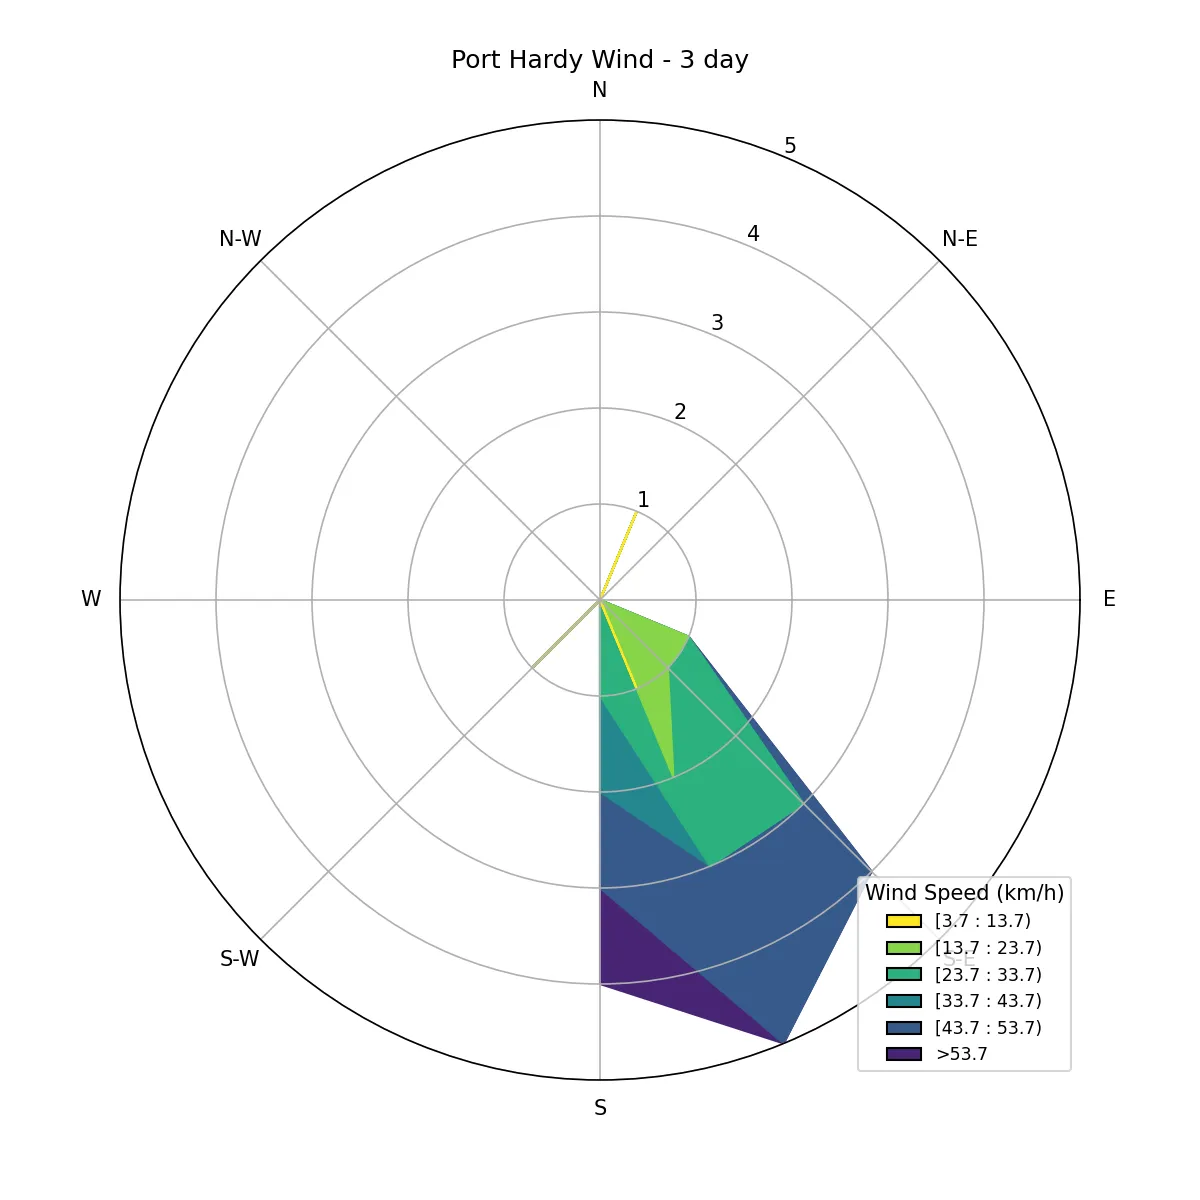 Port Hardy Wind - 3 day
N
5
N-W
4
N-E
3
2
1
W
E
Wind Speed (km/h)
[3.7 : 13.7)
[13.7 : 23.7)
S-W
S-E
[23.7 : 33.7)
[33.7 : 43.7)
[43.7 : 53.7)
>53.7
S